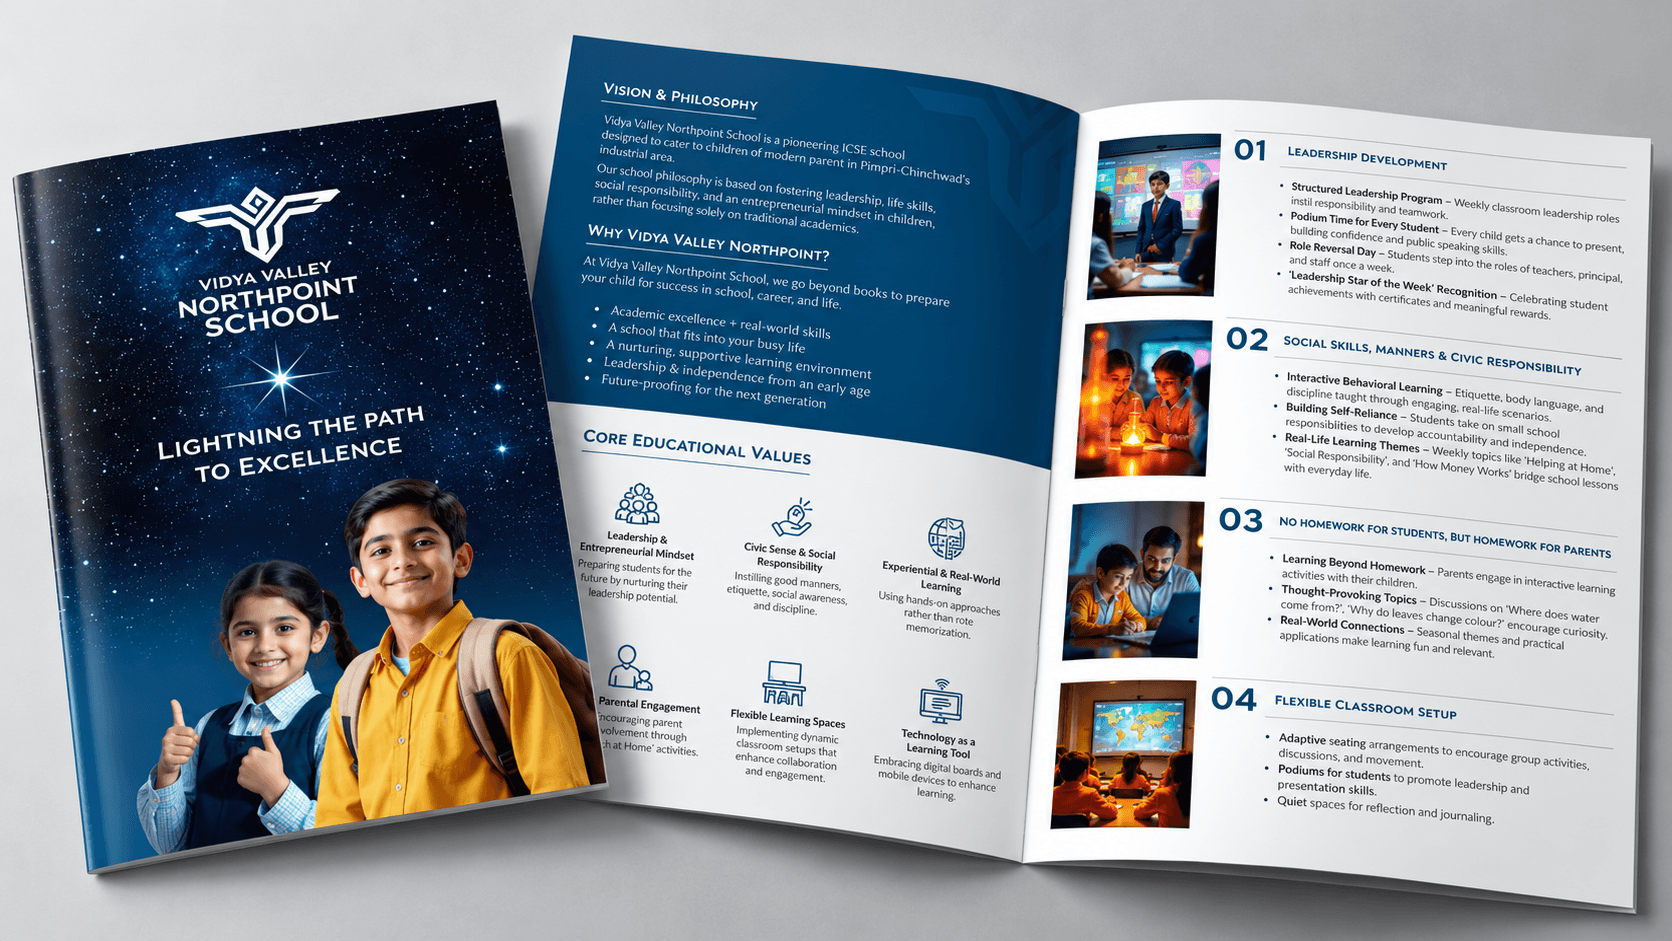 VIDYA VALLEY
NORTHPOINT
SCHOOL
LIGHTNING THE PATH
TO EXCELLENCE
VISION & PHILOSOPHY
Vidya Valley Northpoint School is a pioneering ICSE school
designed to cater to children of modern parent in Pimpri-Chinchwad's
industrial area.
Our school philosophy is based on fostering leadership, life skills,
social responsibility, and an entrepreneurial mindset in children,
rather than focusing solely on traditional academics.
WHY VIDYA VALLEY NORTHPOINT?
At Vidya Valley Northpoint School, we go beyond books to prepare
your child for success in school, career, and life.
• Academic excellence + real-world skills
• A school that fits into your busy life
• A nurturing, supportive learning environment
• Leadership & independence from an early age
• Future-proofing for the next generation
CORE EDUCATIONAL VALUES
Leadership &
Entrepreneurial Mindset
Preparing students for the
future by nurturing their
leadership potential.
Civic Sense & Social
Responsibility
Instilling good manners,
etiquette, social awareness,
and discipline.
Experiential & Real-World
Learning
Using hands-on approaches
rather than rote
memorization.
Parental Engagement
ncouraging parent
volvement through
ch at Home' activities.
Flexible Learning Spaces
Implementing dynamic
classroom setups that
enhance collaboration
and engagement.
Technology as a
Learning Tool
Embracing digital boards and
mobile devices to enhance
learning.
01 LEADERSHIP DEVELOPMENT
• Structured Leadership Program – Weekly classroom leadership roles
instil responsibility and teamwork.
• Podium Time for Every Student – Every child gets a chance to present,
building confidence and public speaking skills.
• Role Reversal Day – Students step into the roles of teachers, principal,
and staff once a week.
• 'Leadership Star of the Week' Recognition – Celebrating student
achievements with certificates and meaningful rewards.
02 SOCIAL SKILLS, MANNERS & CIVIC RESPONSIBILITY
• Interactive Behavioral Learning – Etiquette, body language, and
discipline taught through engaging, real-life scenarios.
• Building Self-Reliance – Students take on small school
responsiblities to develop accountability and independence.
• Real-Life Learning Themes – Weekly topics like 'Helping at Home',
'Social Responsibility', and 'How Money Works' bridge school lessons
with everyday life.
03 NO HOMEWORK FOR STUDENTS, BUT HOMEWORK FOR PARENTS
• Learning Beyond Homework – Parents engage in interactive learning
activities with their children.
• Thought-Provoking Topics – Discussions on 'Where does water
come from?', 'Why do leaves change colour?' encourage curiosity.
• Real-World Connections – Seasonal themes and practical
applications make learning fun and relevant.
04 FLEXIBLE CLASSROOM SETUP
• Adaptive seating arrangements to encourage group activities,
discussions, and movement.
• Podiums for students to promote leadership and
presentation skills.
• Quiet spaces for reflection and journaling.